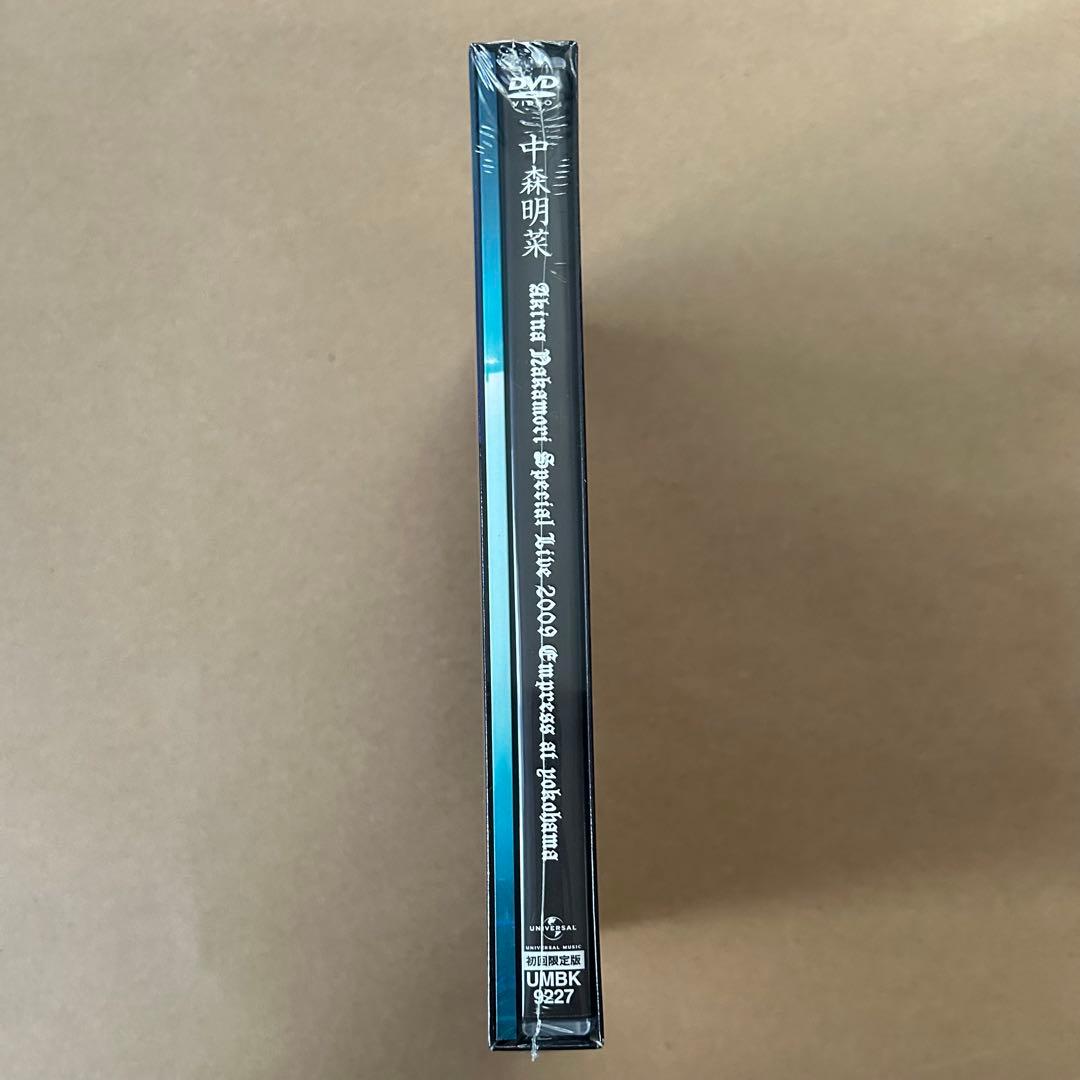 DVD
VIDEO
中森明菜
Akina Nakamori Special Live 2009 Empress at yokohama
UNIVERSAL
UNIVERSAL MUSIC
初回限定版
UMBK
9227